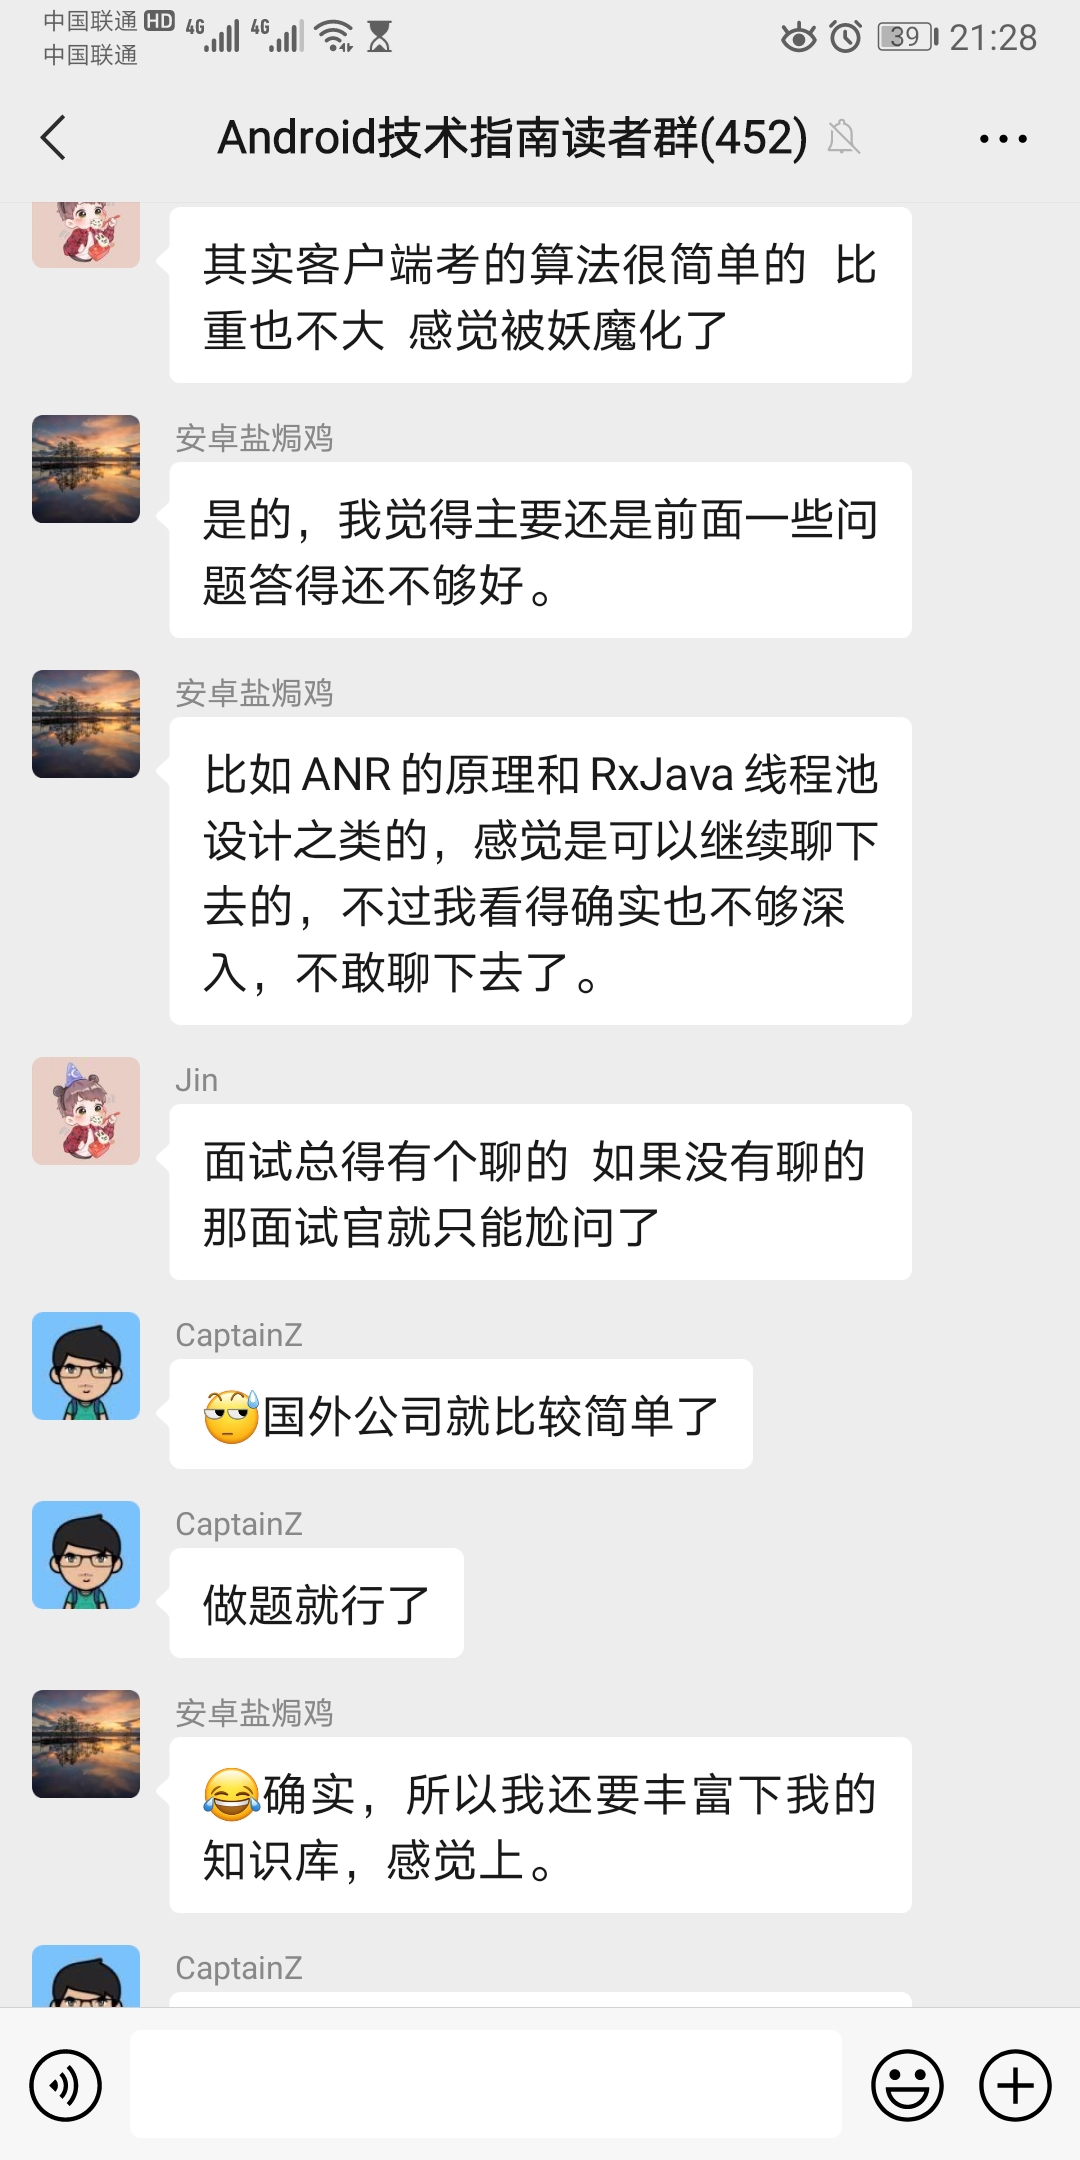 中国联通 HD 4G 4G 39 21:28
中国联通
Android技术指南读者群(452)
其实客户端考的算法很简单的 比
重也不大 感觉被妖魔化了
安卓盐焗鸡
是的，我觉得主要还是前面一些问
题答得还不够好。
安卓盐焗鸡
比如ANR的原理和RxJava线程池
设计之类的，感觉是可以继续聊下
去的，不过我看得确实也不够深
入，不敢聊下去了。
Jin
面试总得有个聊的 如果没有聊的
那面试官就只能尬问了
CaptainZ
😓国外公司就比较简单了
CaptainZ
做题就行了
安卓盐焗鸡
😂确实，所以我还要丰富下我的
知识库，感觉上。
CaptainZ